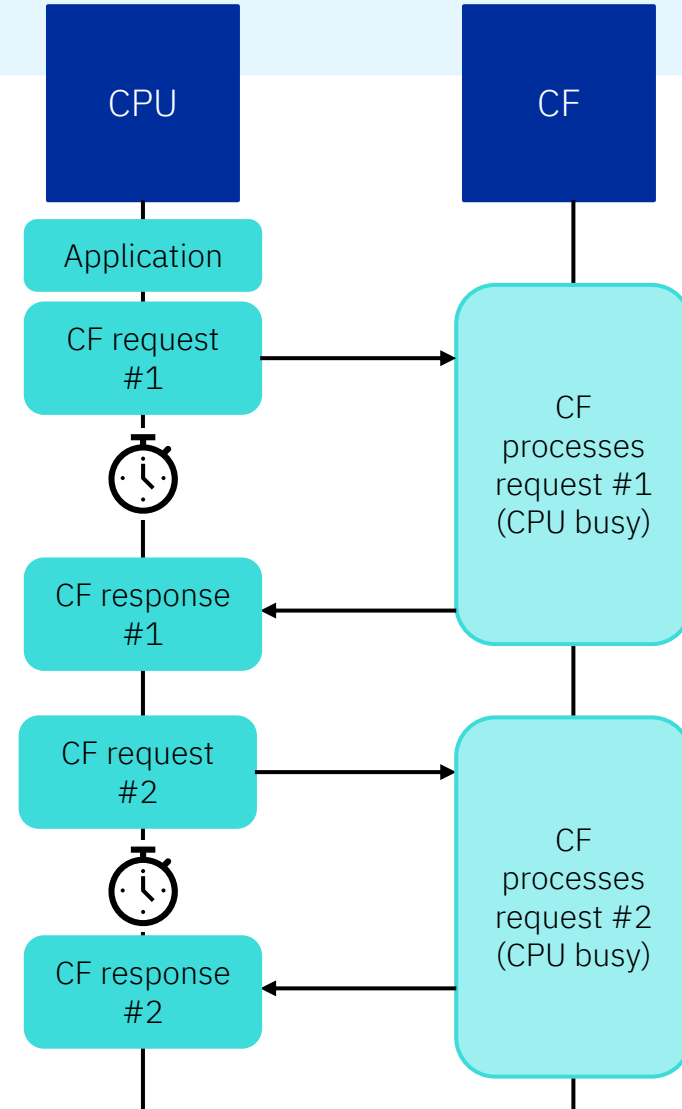 CPU
CF
Application
CF request
#1
CF
processes
request #1
(CPU busy)
CF response
#1
CF request
#2
CF
processes
request #2
(CPU busy)
CF response
#2